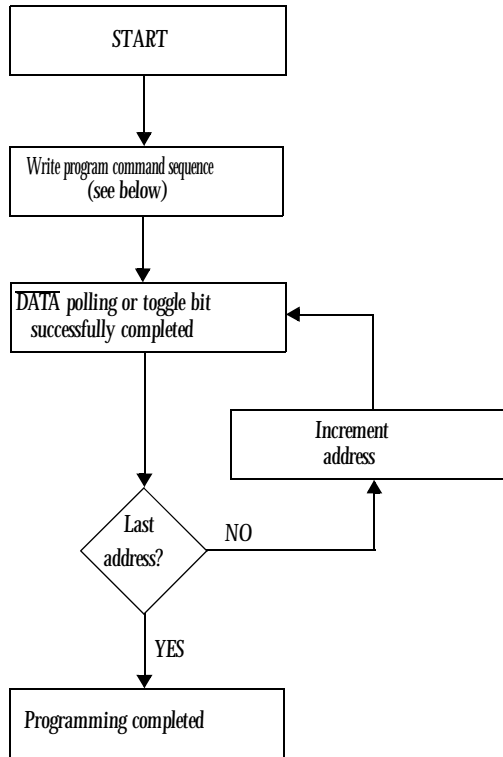 START
Write program command sequence
(see below)
DATA polling or toggle bit
successfully completed
Increment
address
Last
address?
NO
YES
Programming completed